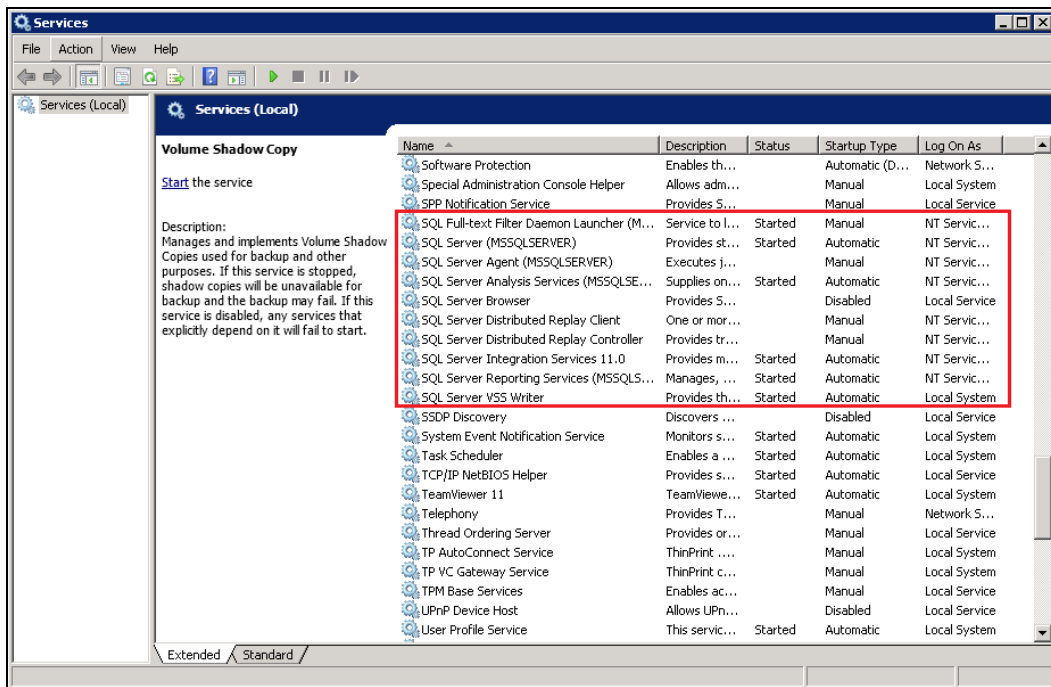 Services
File Action View Help
Services (Local)
Services (Local)
Volume Shadow Copy
Start the service
Description:
Manages and implements Volume Shadow
Copies used for backup and other
purposes. If this service is stopped,
shadow copies will be unavailable for
backup and the backup may fail. If this
service is disabled, any services that
explicitly depend on it will fail to start.
Name Description Status Startup Type Log On As
Software Protection Enables th... Automatic (D... Network S...
Special Administration Console Helper Allows adm... Manual Local System
SPP Notification Service Provides S... Manual Local Service
SQL Full-text Filter Daemon Launcher (M... Service to l... Started Manual NT Servic...
SQL Server (MSSQLSERVER) Provides st... Started Automatic NT Servic...
SQL Server Agent (MSSQLSERVER) Executes j... Manual NT Servic...
SQL Server Analysis Services (MSSQLSE... Supplies on... Started Automatic NT Servic...
SQL Server Browser Provides S... Disabled Local Service
SQL Server Distributed Replay Client One or mor... Manual NT Servic...
SQL Server Distributed Replay Controller Provides tr... Manual NT Servic...
SQL Server Integration Services 11.0 Provides m... Started Automatic NT Servic...
SQL Server Reporting Services (MSSQLS... Manages, ... Started Automatic NT Servic...
SQL Server VSS Writer Provides th... Started Automatic Local System
SSDP Discovery Discovers ... Disabled Local Service
System Event Notification Service Monitors s... Started Automatic Local System
Task Scheduler Enables a ... Started Automatic Local System
TCP/IP NetBIOS Helper Provides s... Started Automatic Local Service
TeamViewer 11 TeamViewe... Started Automatic Local System
Telephony Provides T... Manual Network S...
Thread Ordering Server Provides or... Manual Local Service
TP AutoConnect Service ThinPrint .... Manual Local System
TP VC Gateway Service ThinPrint c... Manual Local System
TPM Base Services Enables ac... Manual Local Service
UPnP Device Host Allows UPn... Disabled Local Service
User Profile Service This servic... Started Automatic Local System
Extended Standard